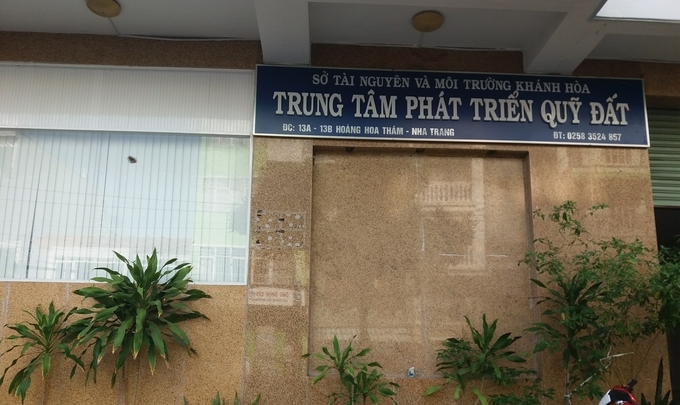 SỞ TÀI NGUYÊN VÀ MÔI TRƯỜNG KHÁNH HÒA
TRUNG TÂM PHÁT TRIỂN QUỸ ĐẤT
ĐC: 13A - 13B HOÀNG HOA THÁM - NHA TRANG
ĐT: 0258 3524 857